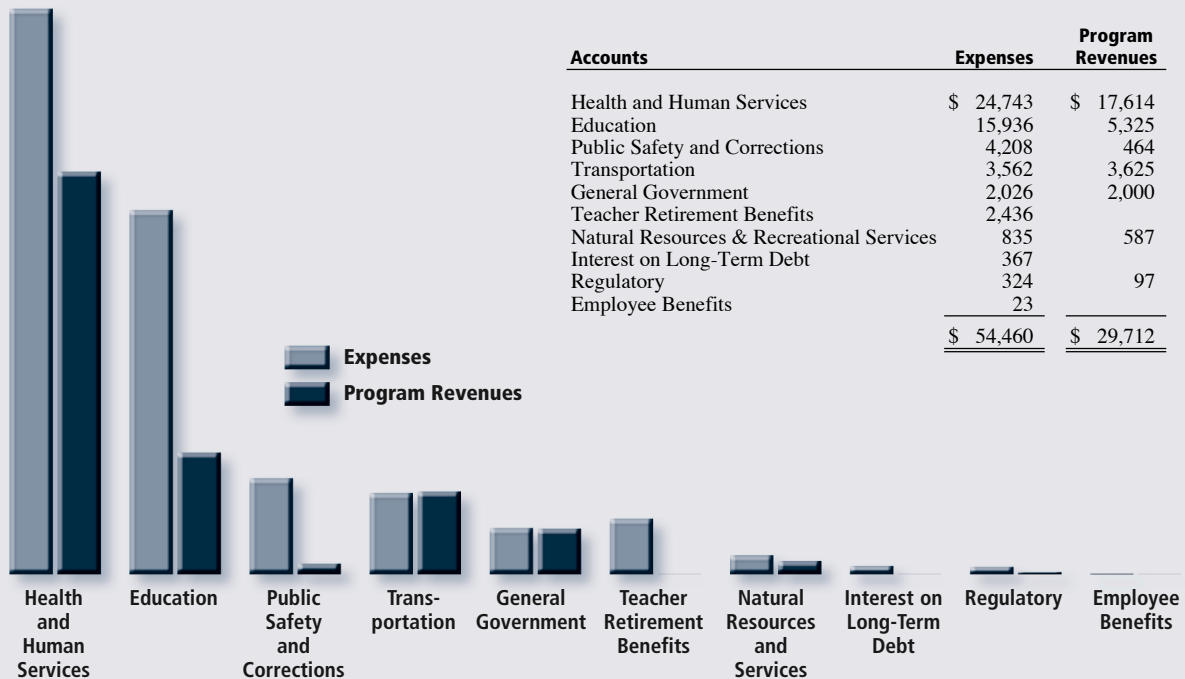 Program
Accounts Expenses Revenues
Health and Human Services $ 24,743 $ 17,614
Education 15,936 5,325
Public Safety and Corrections 4,208 464
Transportation 3,562 3,625
General Government 2,026 2,000
Teacher Retirement Benefits 2,436
Natural Resources & Recreational Services 835 587
Interest on Long-Term Debt 367
Regulatory 324 97
Employee Benefits 23
$ 54,460 $ 29,712
Expenses
Program Revenues
Health
and
Human
Services
Education
Public
Safety
and
Corrections
Trans-
portation
General
Government
Teacher
Retirement
Benefits
Natural
Resources
and
Services
Interest on
Long-Term
Debt
Regulatory
Employee
Benefits